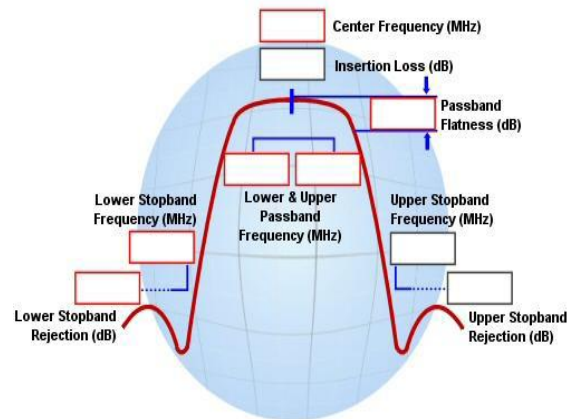 Center Frequency (MHz)
Insertion Loss (dB)
Passband
Flatness (dB)
Lower Stopband
Frequency (MHz)
Lower & Upper
Passband
Frequency (MHz)
Upper Stopband
Frequency (MHz)
Lower Stopband
Rejection (dB)
Upper Stopband
Rejection (dB)